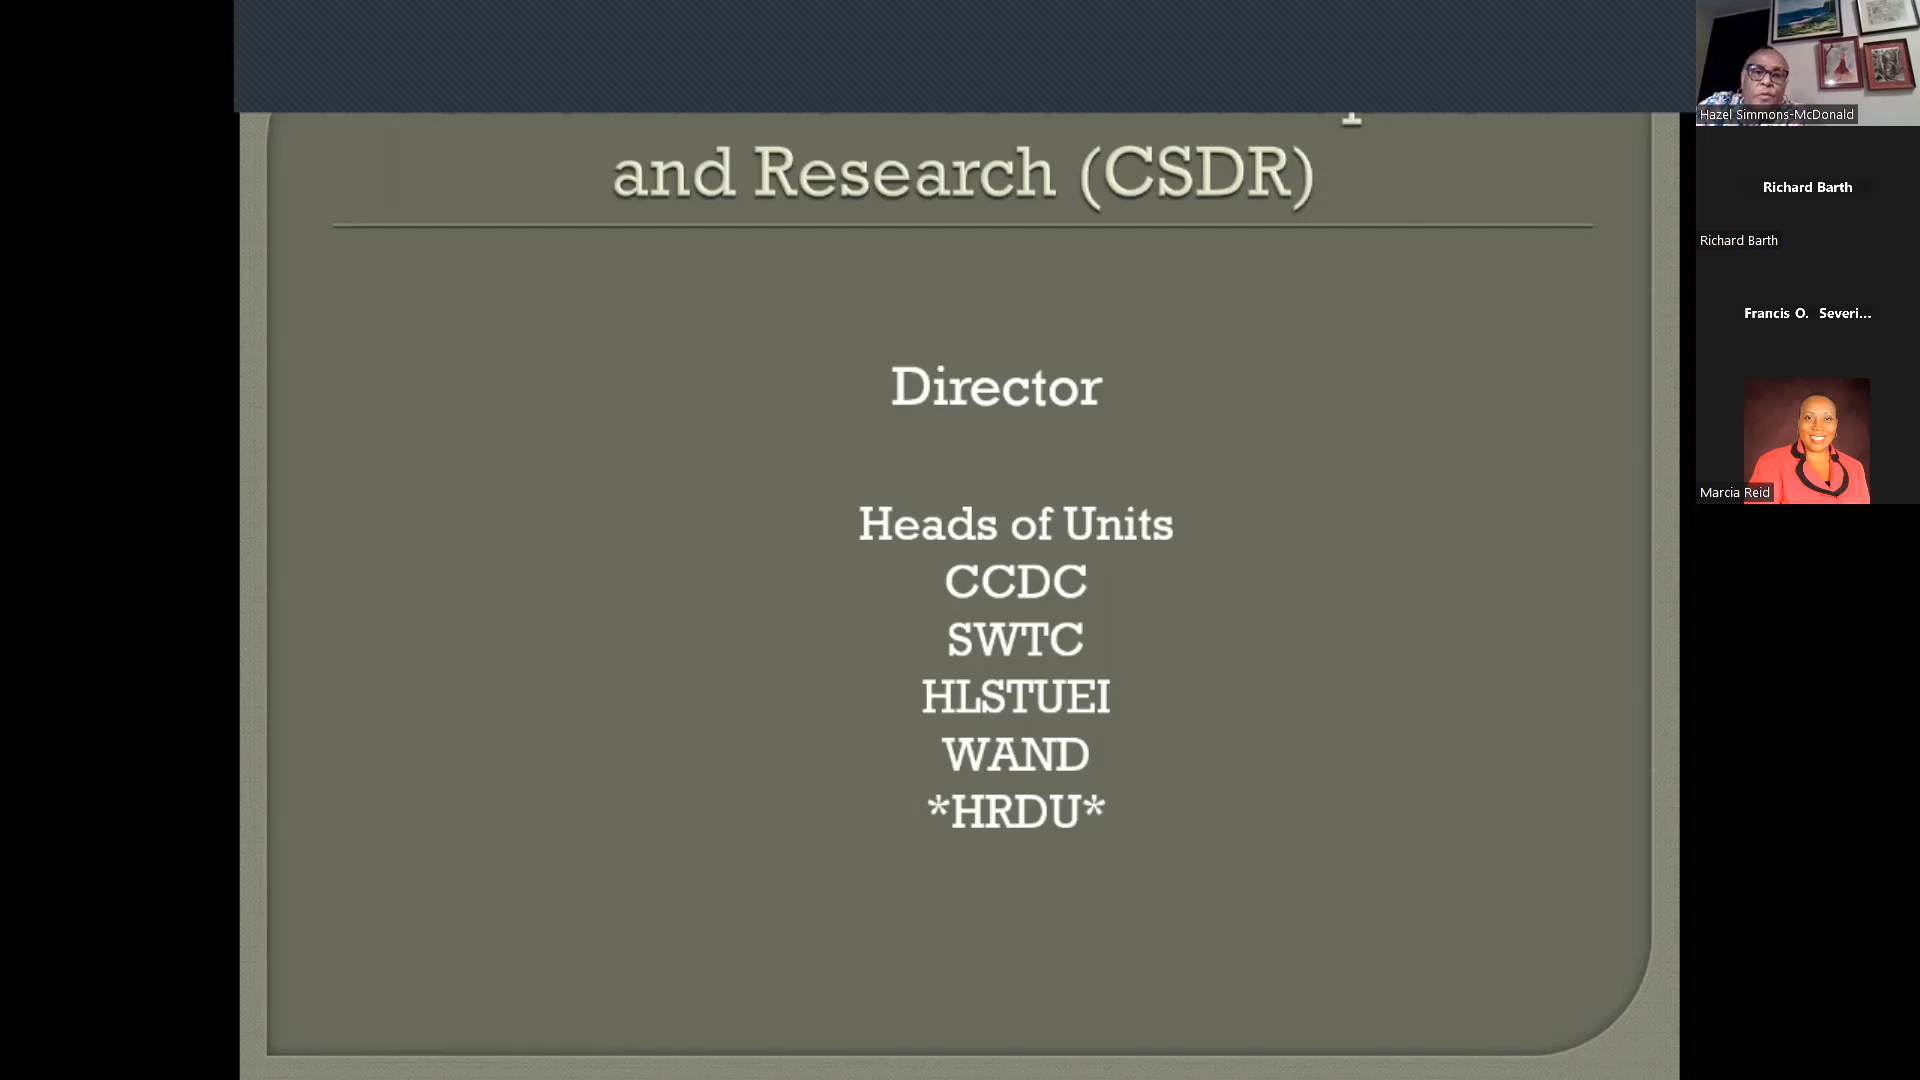 and Research (CSDR)
Director
Heads of Units
CCDC
SWTC
HLSTUEI
WAND
*HRDU*
Hazel Simmons-McDonald
Richard Barth
Richard Barth
Francis O. Severi...
Marcia Reid